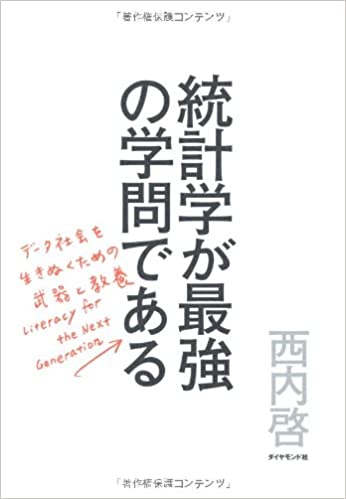 「著作権保護コンテンツ」
統計学が最強
の学問である
データ社会を
生きぬくための
武器と教養
Literacy for
the Next
Generation
西内啓
ダイヤモンド社
「著作権保護コンテンツ」